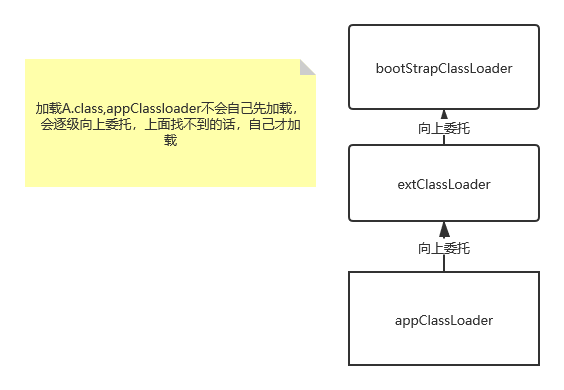 加载A.class,appClassloader不会自己先加载，
会逐级向上委托，上面找不到的话，自己才加
载
bootStrapClassLoader
向上委托
extClassLoader
向上委托
appClassLoader